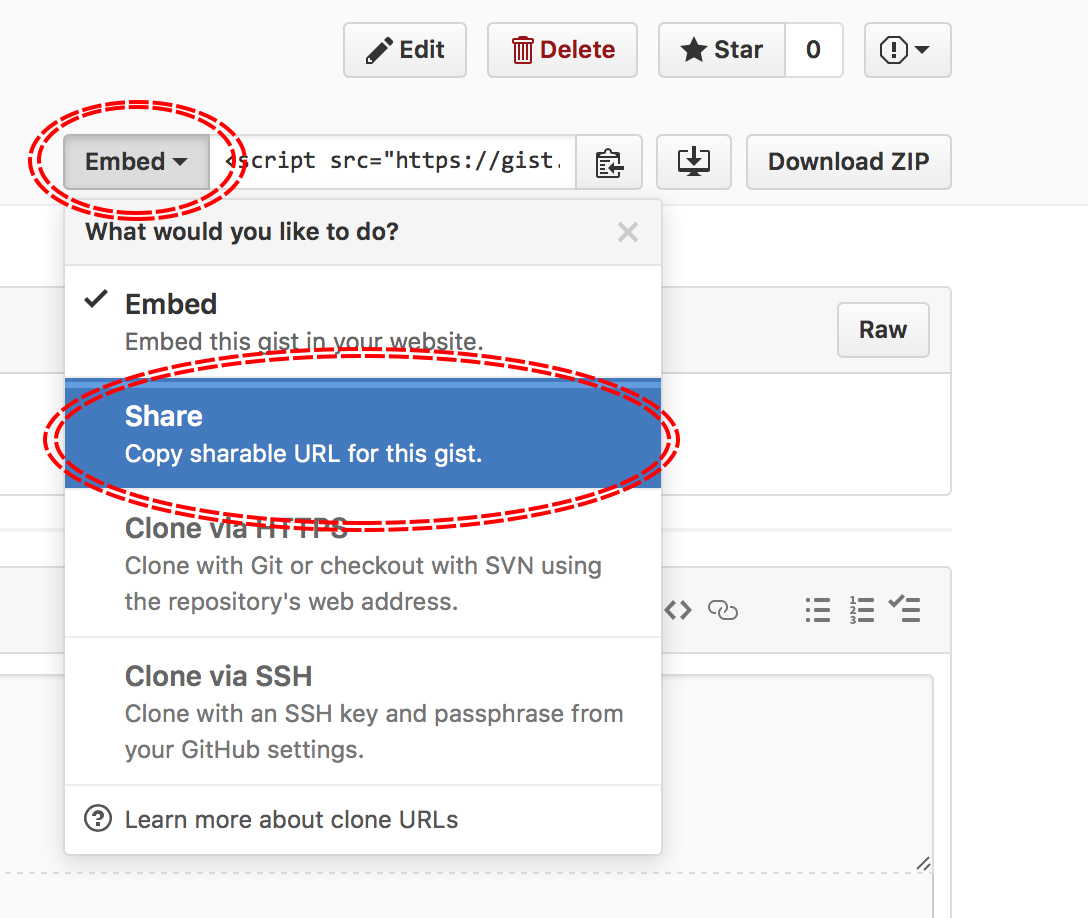 Edit
Delete
Star
0
Embed
<script src="https://gist.
Download ZIP
What would you like to do?
Embed
Embed this gist in your website.
Raw
Share
Copy sharable URL for this gist.
Clone via HTTPS
Clone with Git or checkout with SVN using
the repository's web address.
Clone via SSH
Clone with an SSH key and passphrase from
your GitHub settings.
Learn more about clone URLs